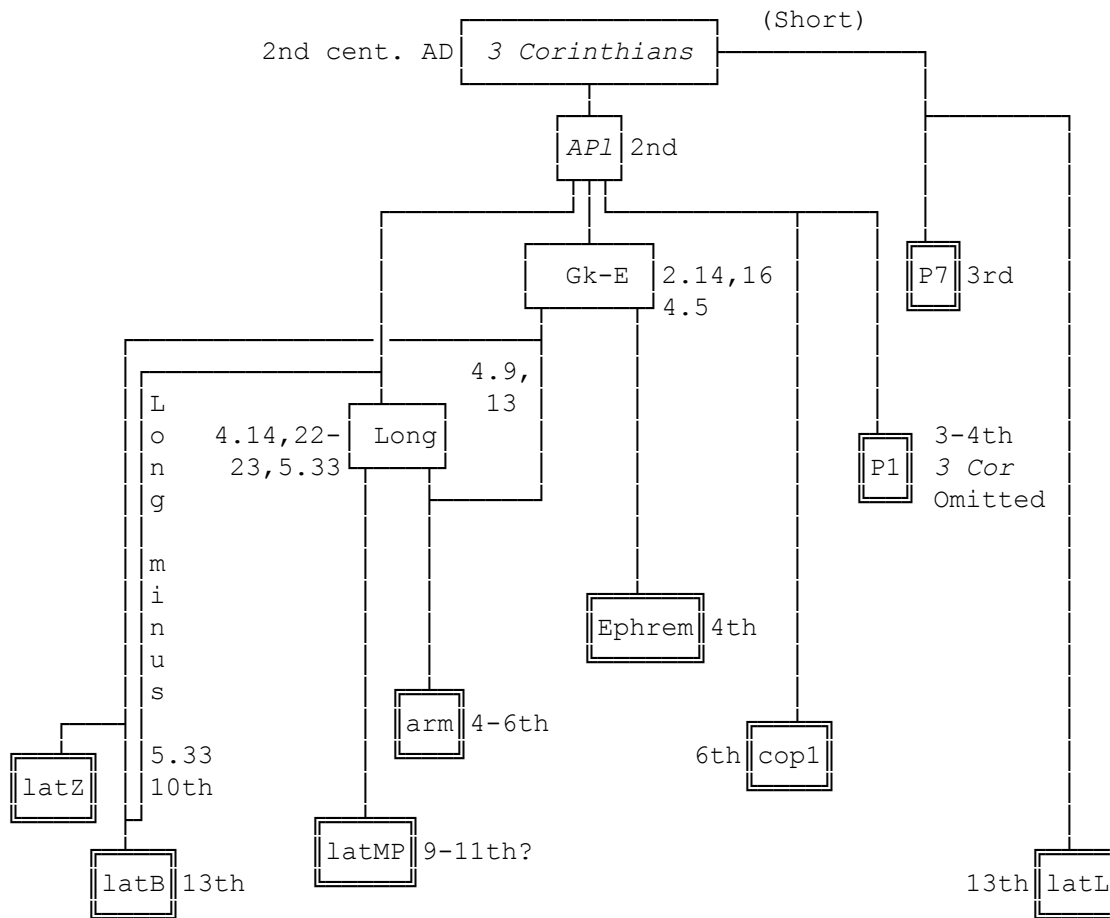 (Short)
2nd cent. AD 3 Corinthians
APl 2nd
Gk-E 2.14,16
4.5
P7 3rd
4.9,
13
Long minus
4.14,22-
23,5.33
Long
P1
3-4th
3 Cor
Omitted
Ephrem 4th
arm 4-6th
6th cop1
5.33
10th
latZ
latMP 9-11th?
latB 13th
13th latL